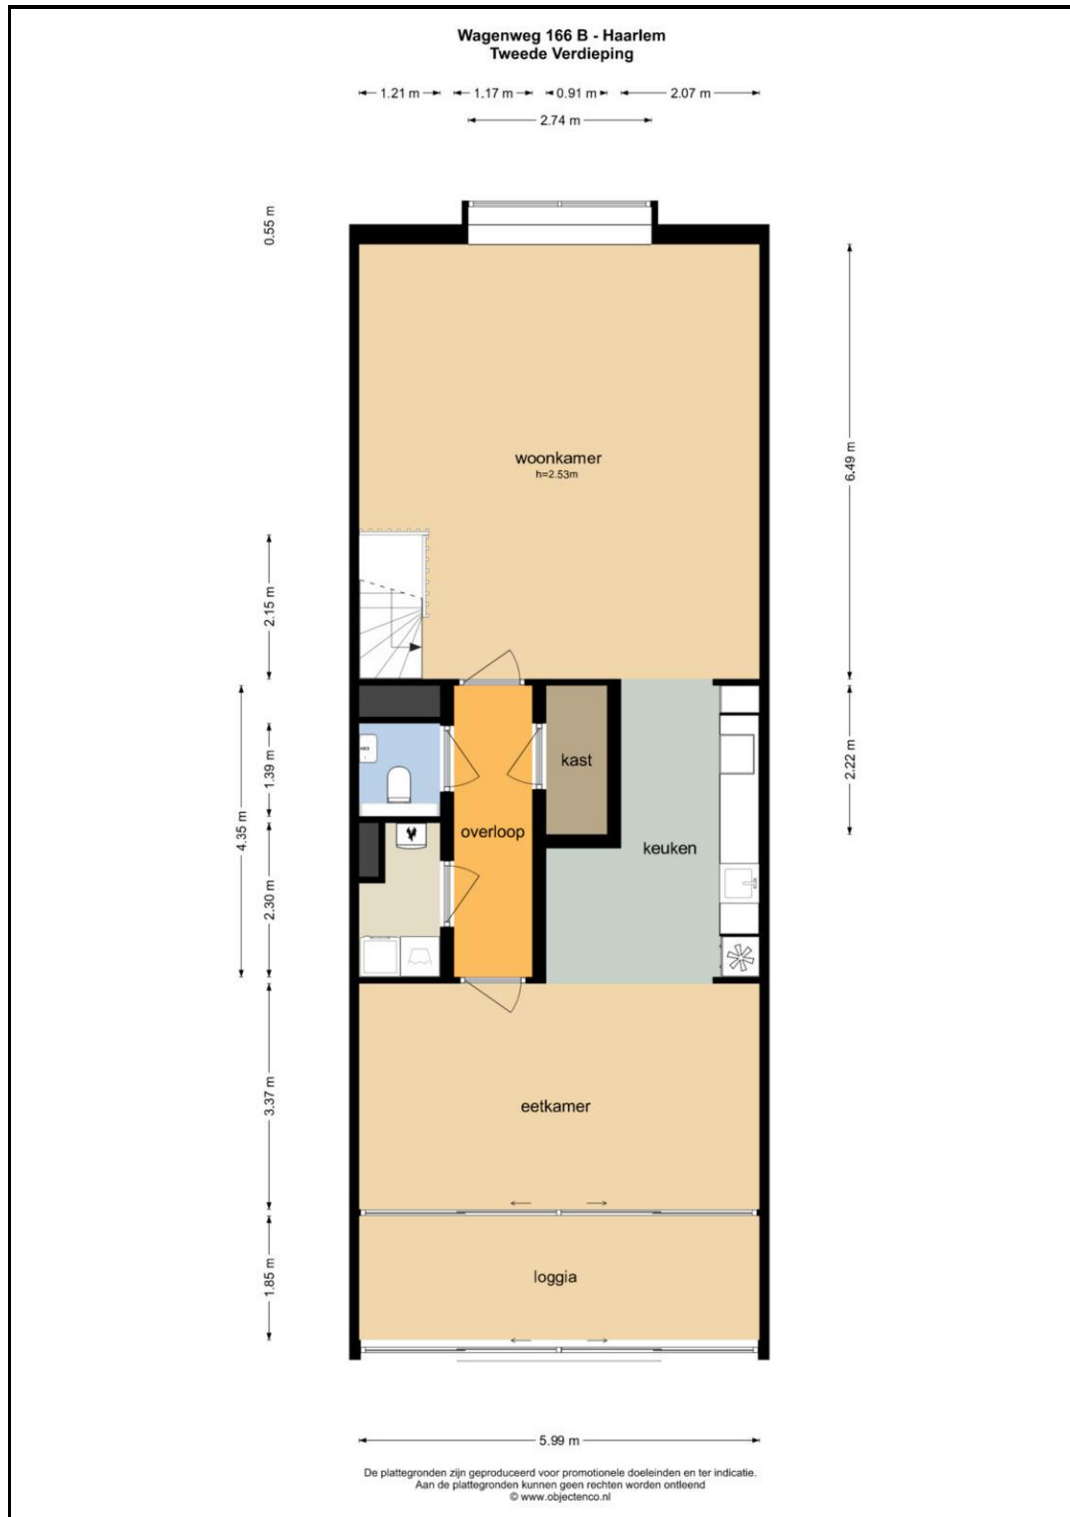 Wagenweg 166 B - Haarlem
Tweede Verdieping
1.21 m
1.17 m
0.91 m
2.07 m
2.74 m
0.55 m
woonkamer
h=2.53m
6.49 m
2.15 m
4.35 m
1.39 m
2.30 m
kast
2.22 m
overloop
keuken
3.37 m
eetkamer
1.85 m
loggia
5.99 m
De plattegronden zijn geproduceerd voor promotionele doeleinden en ter indicatie.
Aan de plattegronden kunnen geen rechten worden ontleend
© www.objectenco.nl